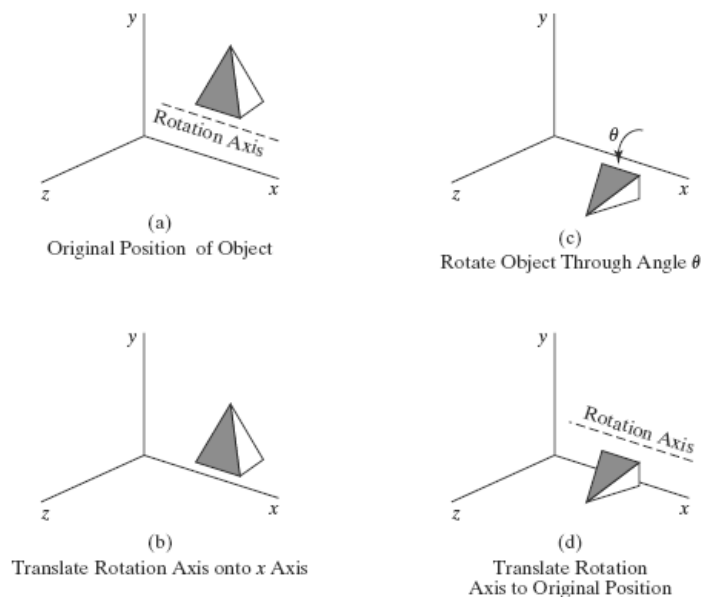 y
Rotation Axis
x
z
(a)
Original Position of Object
y
θ
x
z
(c)
Rotate Object Through Angle θ
y
x
z
(b)
Translate Rotation Axis onto x Axis
y
Rotation Axis
x
z
(d)
Translate Rotation
Axis to Original Position